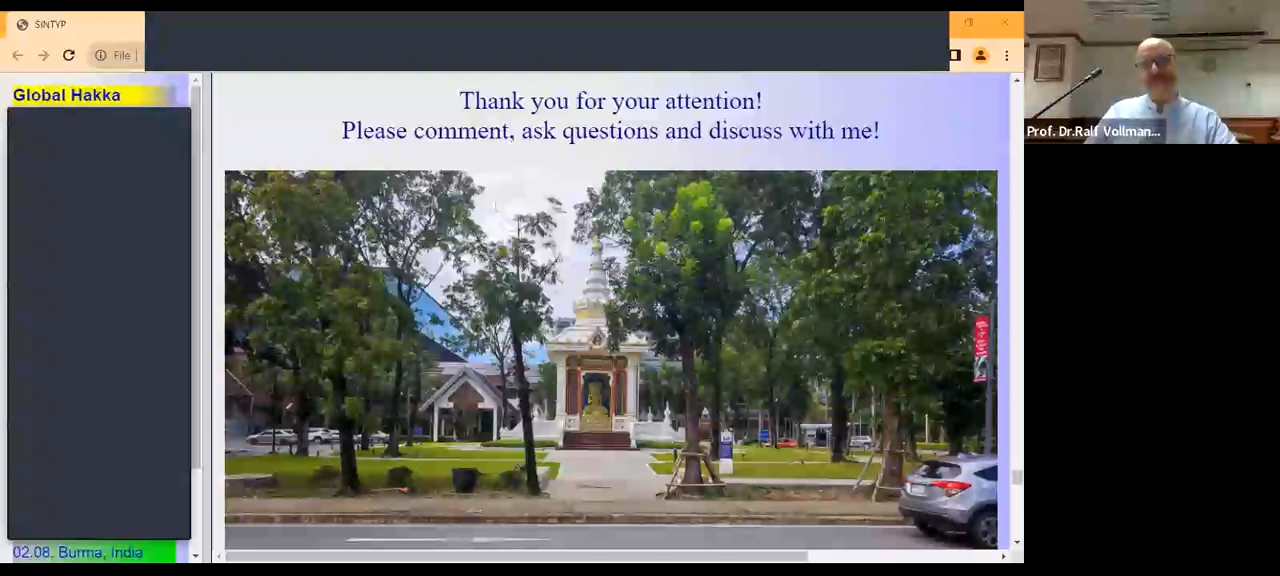 SINTYP
File
Global Hakka
Thank you for your attention!
Please comment, ask questions and discuss with me!
Prof. Dr.Ralf Vollman...
02.08. Burma, India